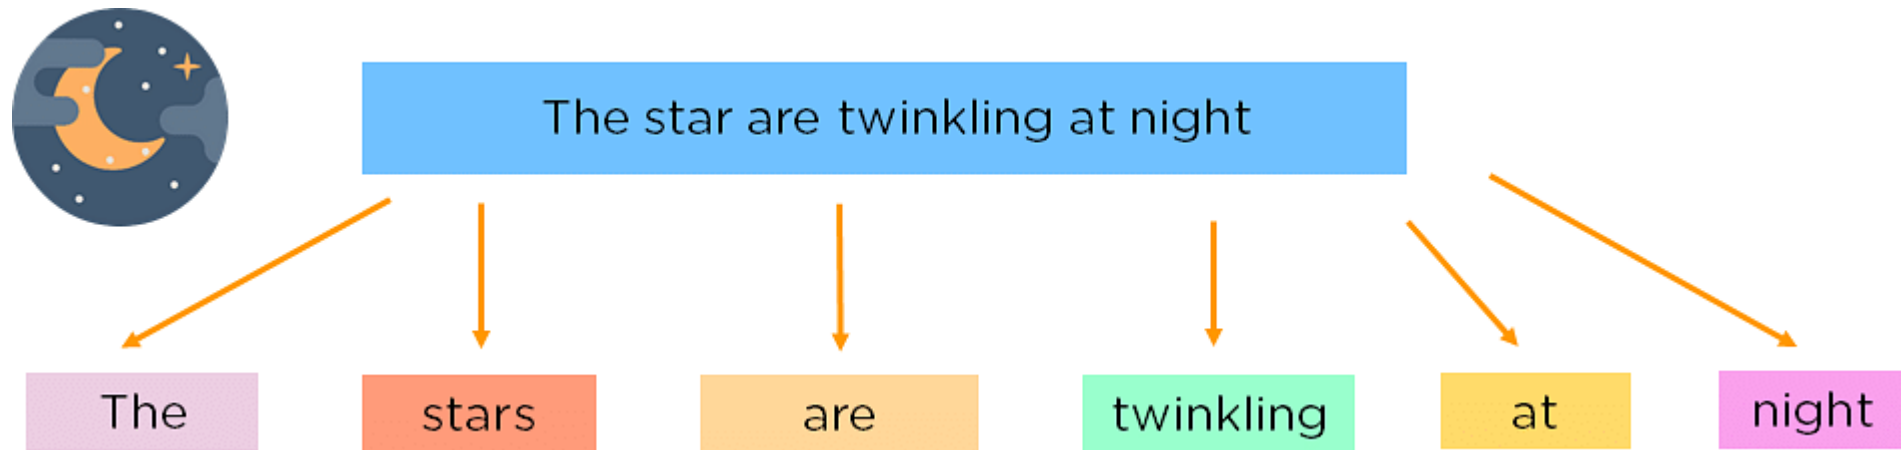 The star are twinkling at night
The stars are twinkling at night